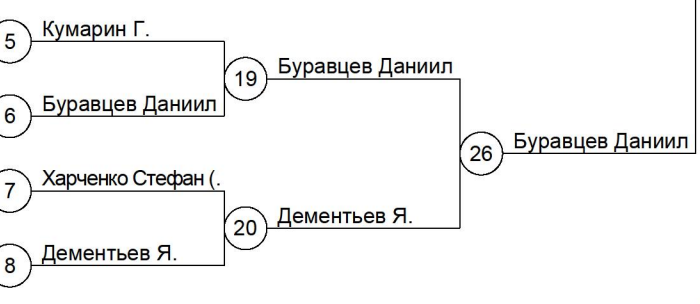 5 Кумарин Г.
19 Буравцев Даниил
6 Буравцев Даниил
26 Буравцев Даниил
7 Харченко Стефан (.
20 Дементьев Я.
8 Дементьев Я.